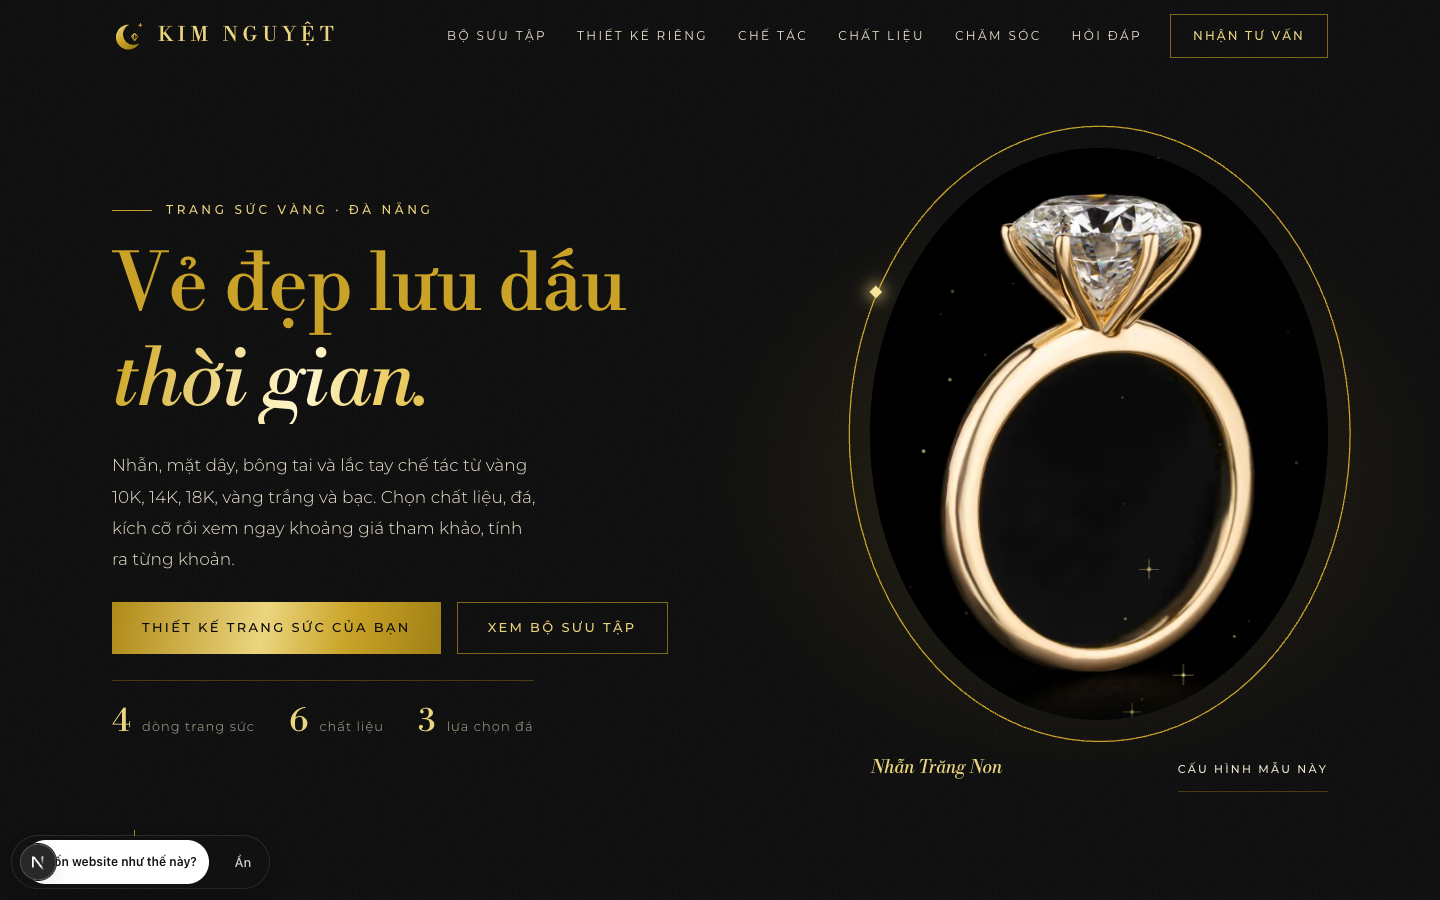 KIM NGUYỆT
BỘ SƯU TẬP
THIẾT KẾ RIÊNG
CHẾ TÁC
CHẤT LIỆU
CHĂM SÓC
HỎI ĐÁP
NHẬN TƯ VẤN
TRANG SỨC VÀNG · ĐÀ NẴNG
Vẻ đẹp lưu dấu
thời gian.
Nhẫn, mặt dây, bông tai và lắc tay chế tác từ vàng
10K, 14K, 18K, vàng trắng và bạc. Chọn chất liệu, đá,
kích cỡ rồi xem ngay khoảng giá tham khảo, tính
ra từng khoản.
THIẾT KẾ TRANG SỨC CỦA BẠN
XEM BỘ SƯU TẬP
4 dòng trang sức
6 chất liệu
3 lựa chọn đá
Nhẫn Trăng Non
CẤU HÌNH MẪU NÀY
N
website như thế này?
Ẩn